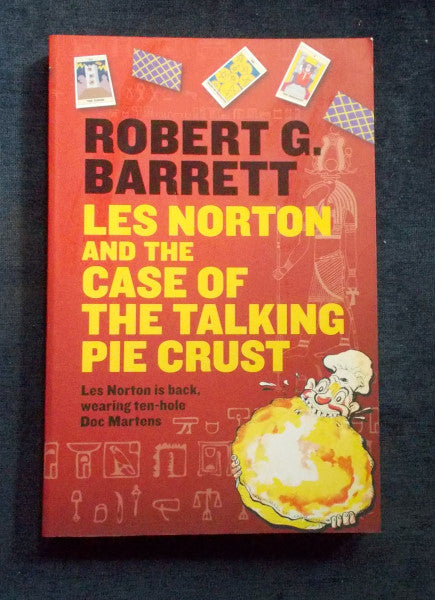 ROBERT G.
BARRETT
LES NORTON
AND THE
CASE OF
THE TALKING
PIE CRUST
Les Norton is back,
wearing ten-hole
Doc Martens